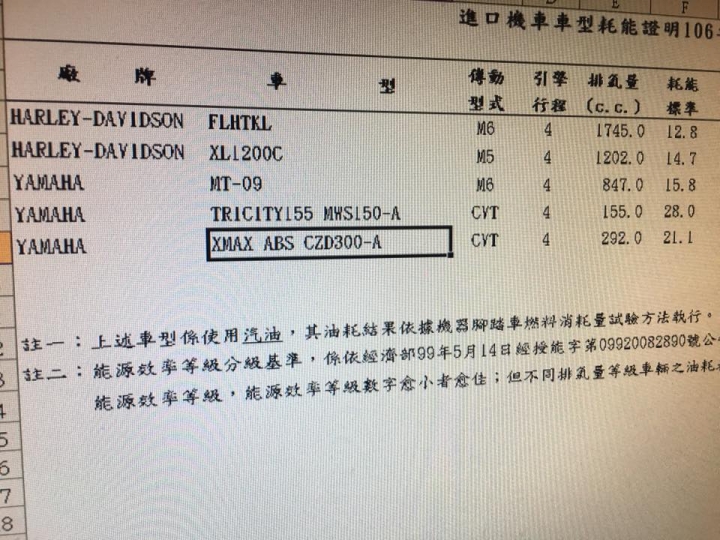 E F
進口機車車型耗能證明106
廠 牌 車 型 傳動 引擎 排氣量 耗能
型式 行程 (c.c.) 標準
HARLEY-DAVIDSON FLHTKL M6 4 1745.0 12.8
HARLEY-DAVIDSON XL1200C M5 4 1202.0 14.7
YAMAHA MT-09 M6 4 847.0 15.8
YAMAHA TRICITY155 MWS150-A CVT 4 155.0 28.0
YAMAHA XMAX ABS CZD300-A CVT 4 292.0 21.1
註一：上述車型係使用汽油，其油耗結果依據機器腳踏車燃料消耗量試驗方法執行。
註二：能源效率等級分級基準，係依經濟部99年5月14日經授能字第09920082890號公
能源效率等級，能源效率等級數字愈小者愈佳；但不同排氣量等級車輛之油耗
2
3
4
5
6
7
8